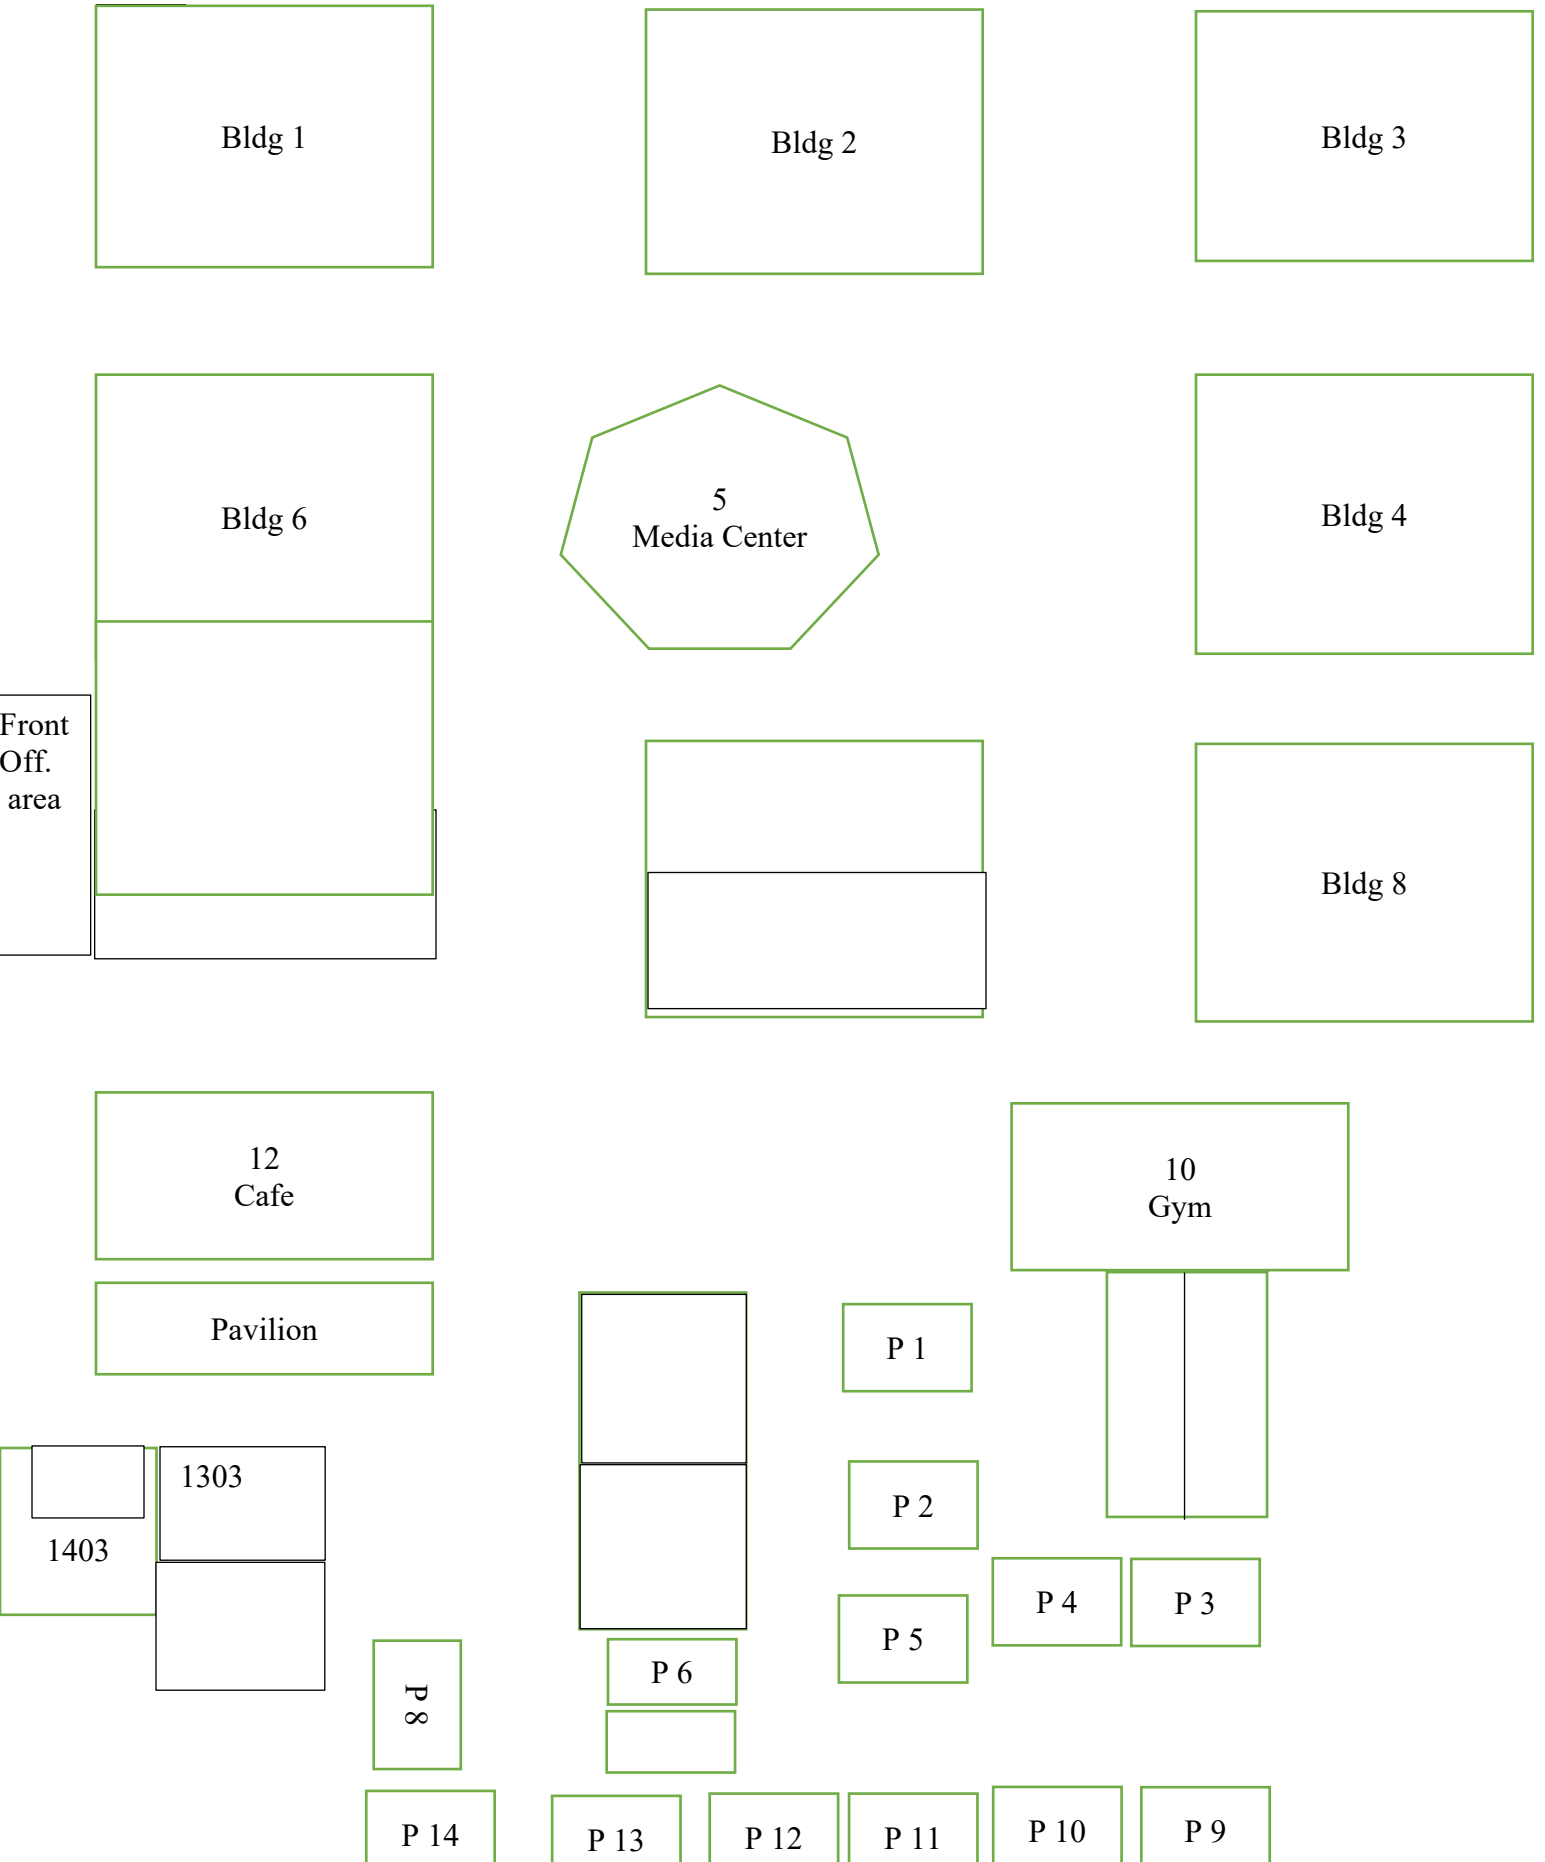 Bldg 1
Bldg 2
Bldg 3
Bldg 6
5
Media Center
Bldg 4
Front
Off.
area
Bldg 8
12
Cafe
10
Gym
Pavilion
P 1
1303
P 2
1403
P 4
P 3
P 5
P 6
P 8
P 14
P 13
P 12
P 11
P 10
P 9